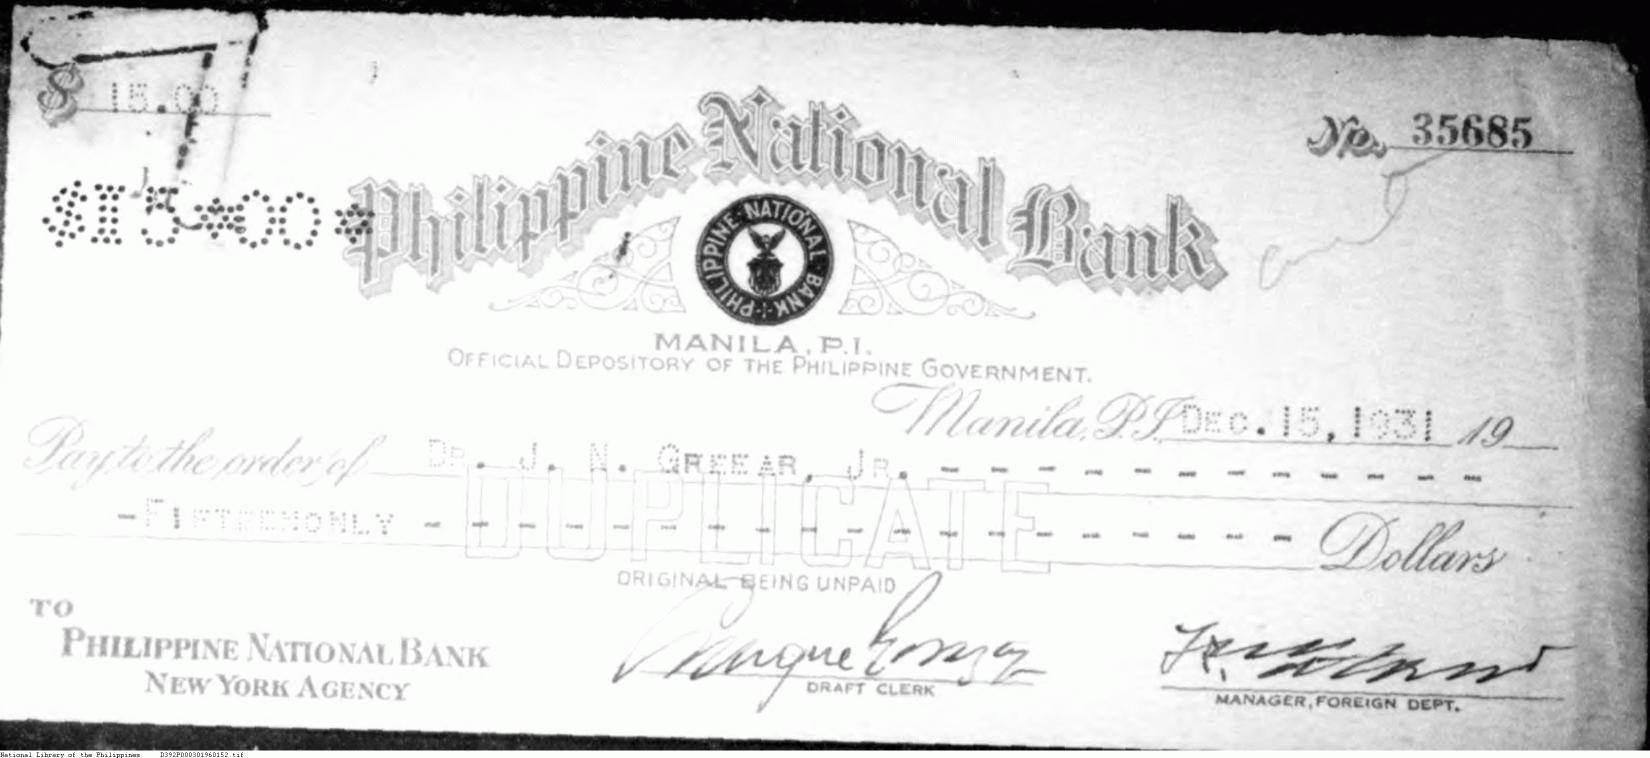 $ 15.00
No. 35685
$15*00*
Philippine National Bank
PHILIPPINE NATIONAL BANK
MANILA, P.I.
OFFICIAL DEPOSITORY OF THE PHILIPPINE GOVERNMENT.
Manila, P.I. DEC. 15, 1931 19
Pay to the order of DR. J. N. GREEAR, JR. - - - - - - - - - - - -
-FIFTEENONLY - - - - - - - - - - - - - - - - - - - Dollars
DUPLICATE
ORIGINAL BEING UNPAID
TO
PHILIPPINE NATIONAL BANK
NEW YORK AGENCY
DRAFT CLERK
MANAGER, FOREIGN DEPT.
National Library of the Philippines D392P000301960152.tif